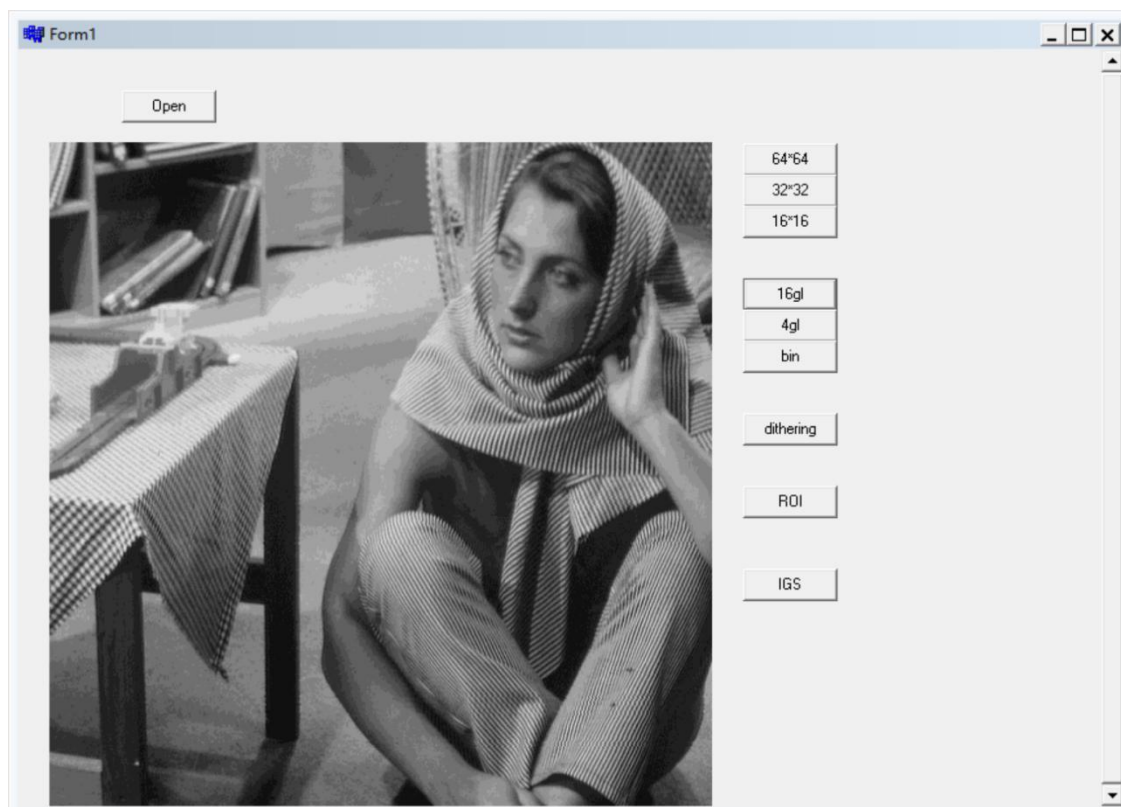 Form1
Open
64*64
32*32
16*16
16gl
4gl
bin
dithering
ROI
IGS